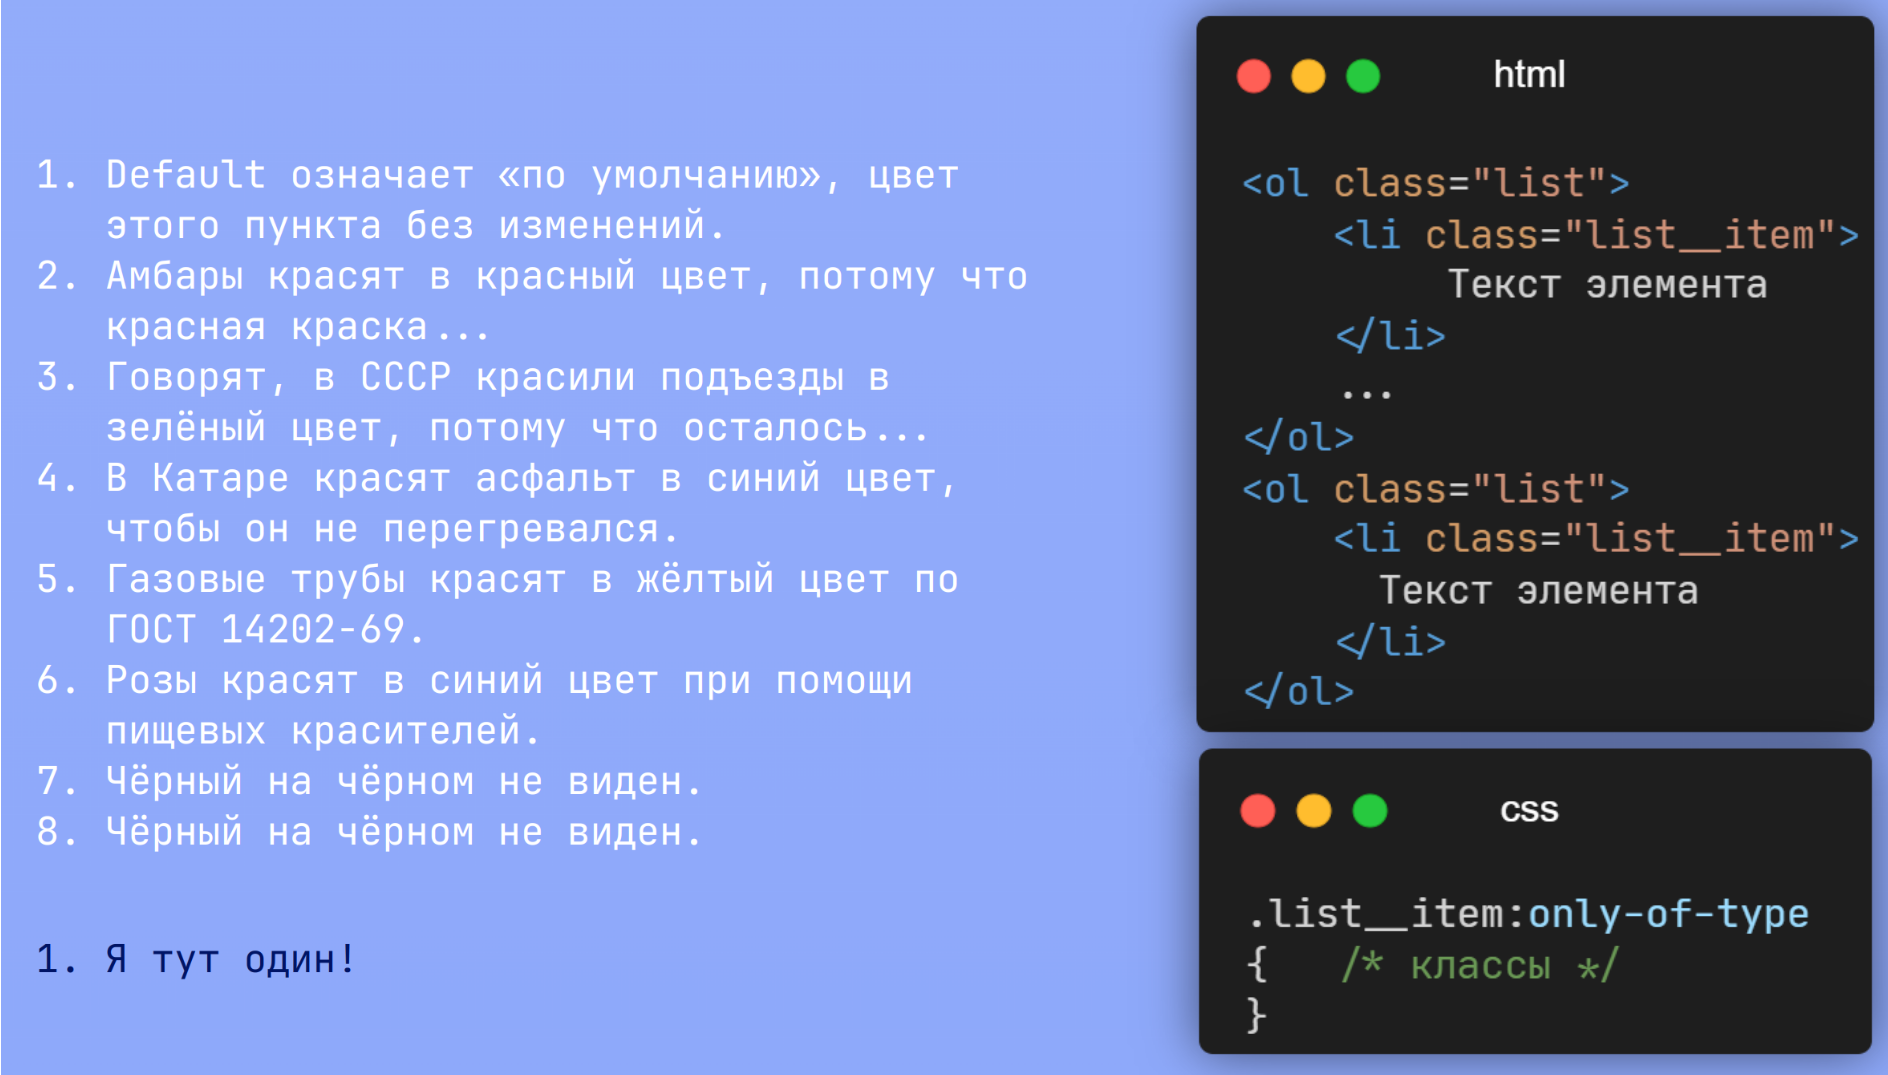 1. Default означает «по умолчанию», цвет
этого пункта без изменений.
2. Амбары красят в красный цвет, потому что
красная краска...
3. Говорят, в СССР красили подъезды в
зелёный цвет, потому что осталось...
4. В Катаре красят асфальт в синий цвет,
чтобы он не перегревался.
5. Газовые трубы красят в жёлтый цвет по
ГОСТ 14202-69.
6. Розы красят в синий цвет при помощи
пищевых красителей.
7. Чёрный на чёрном не виден.
8. Чёрный на чёрном не виден.
1. Я тут один!
html
<ol class="list">
<li class="list__item">
Текст элемента
</li>
...
</ol>
<ol class="list">
<li class="list__item">
Текст элемента
</li>
</ol>
css
.list__item:only-of-type
{ /* классы */
}